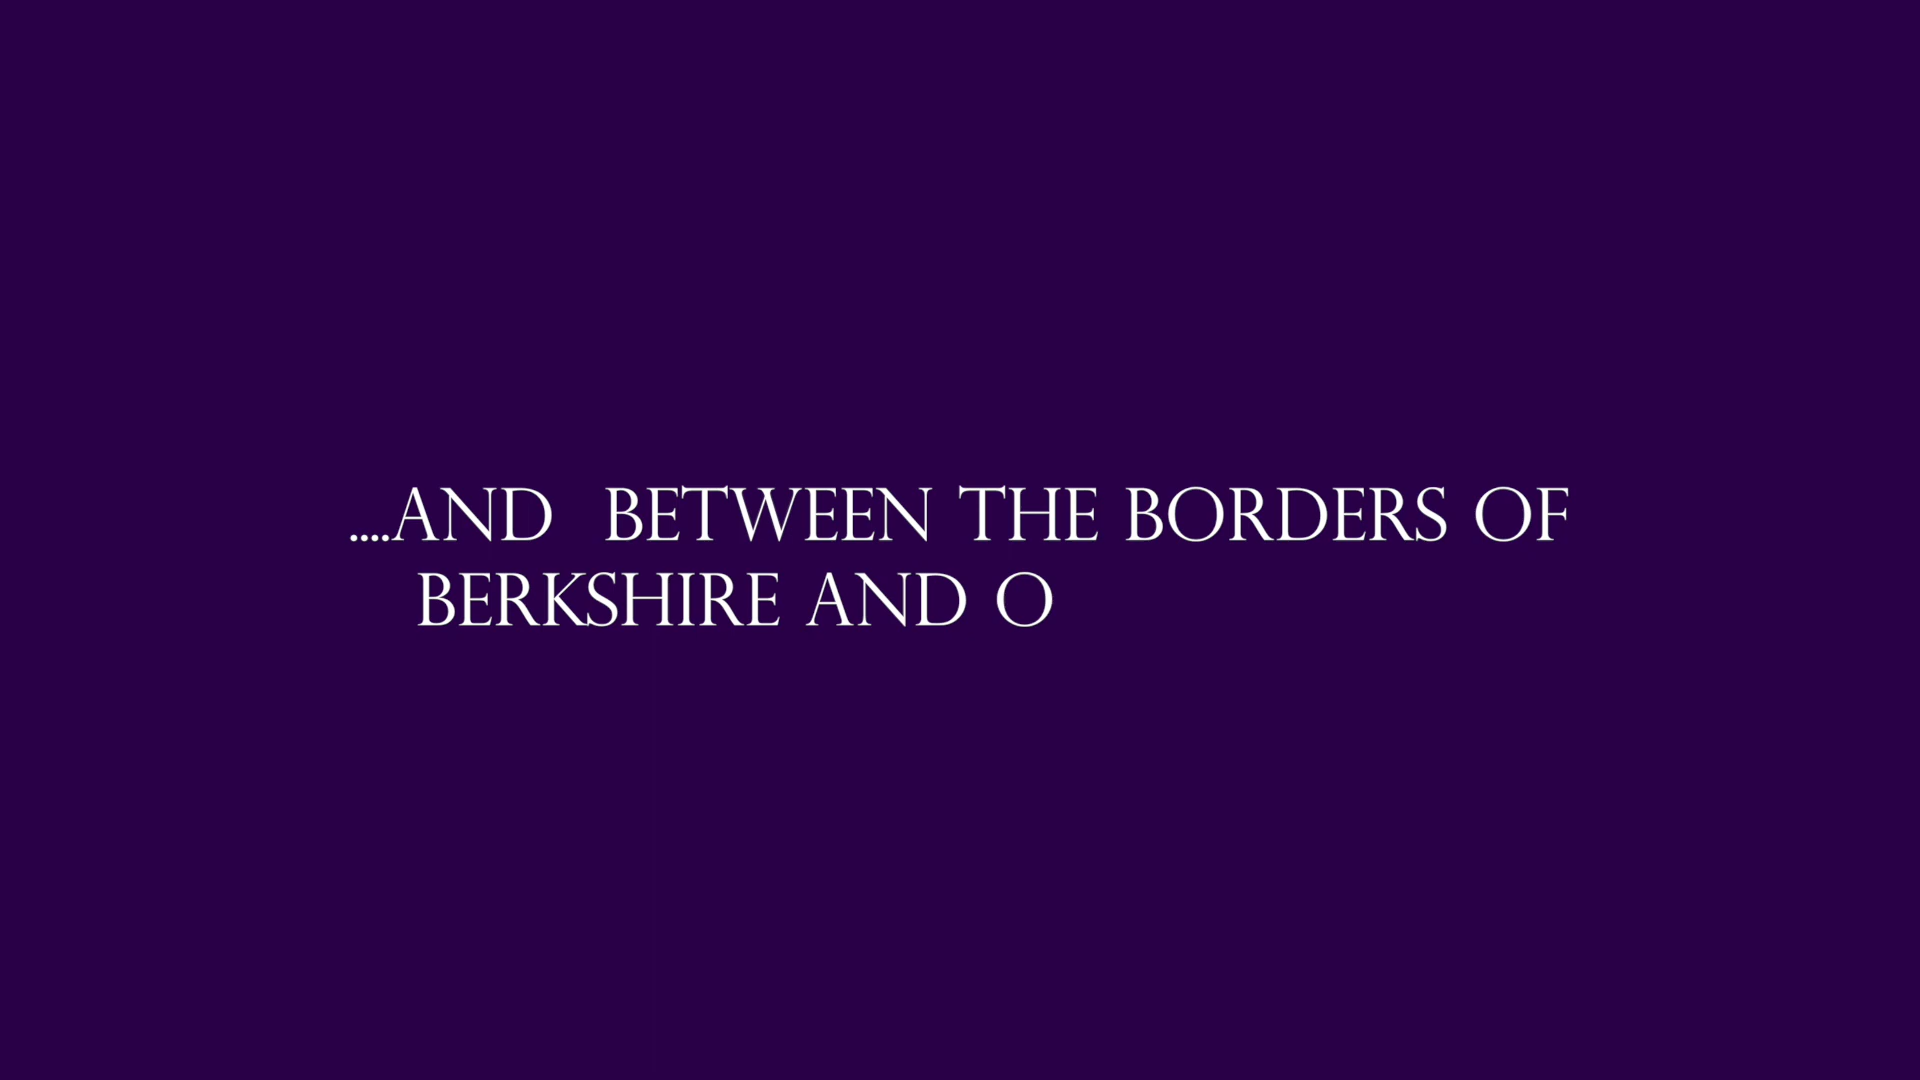 ....AND  BETWEEN THE BORDERS OF
BERKSHIRE AND O